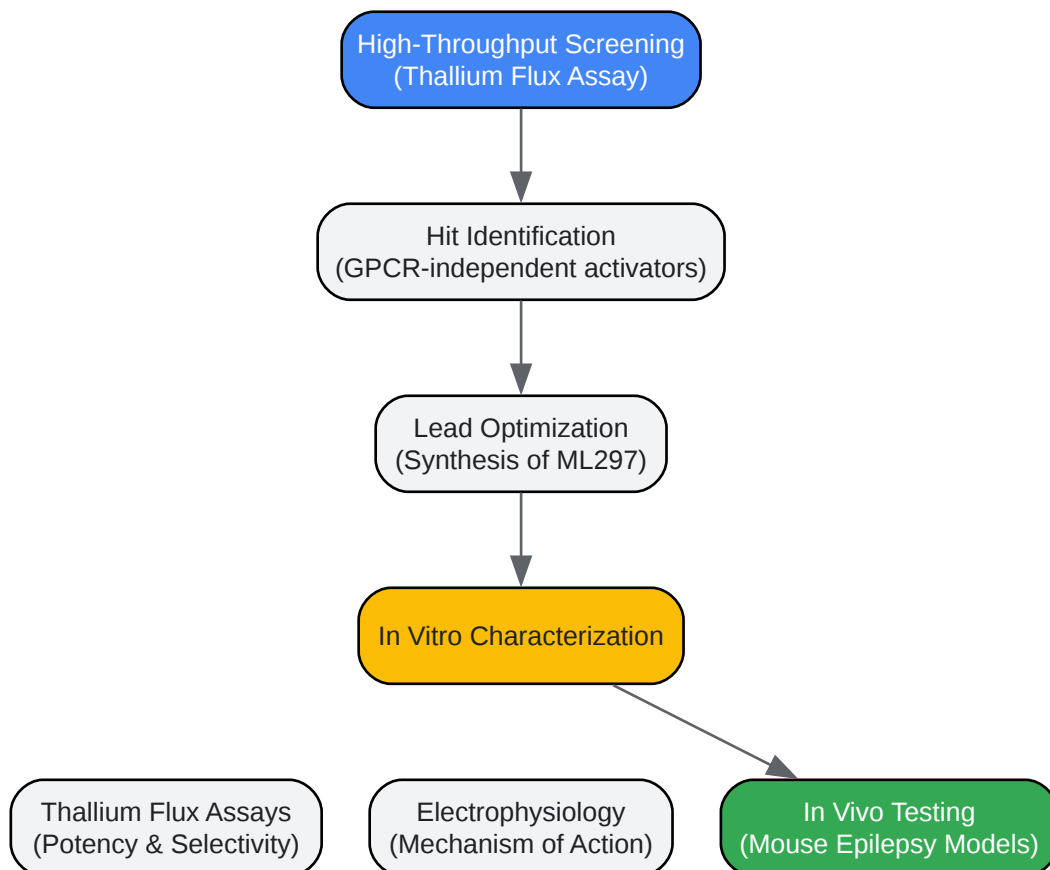 High-Throughput Screening
(Thallium Flux Assay)
Hit Identification
(GPCR-independent activators)
Lead Optimization
(Synthesis of ML297)
In Vitro Characterization
Thallium Flux Assays
(Potency & Selectivity)
Electrophysiology
(Mechanism of Action)
In Vivo Testing
(Mouse Epilepsy Models)